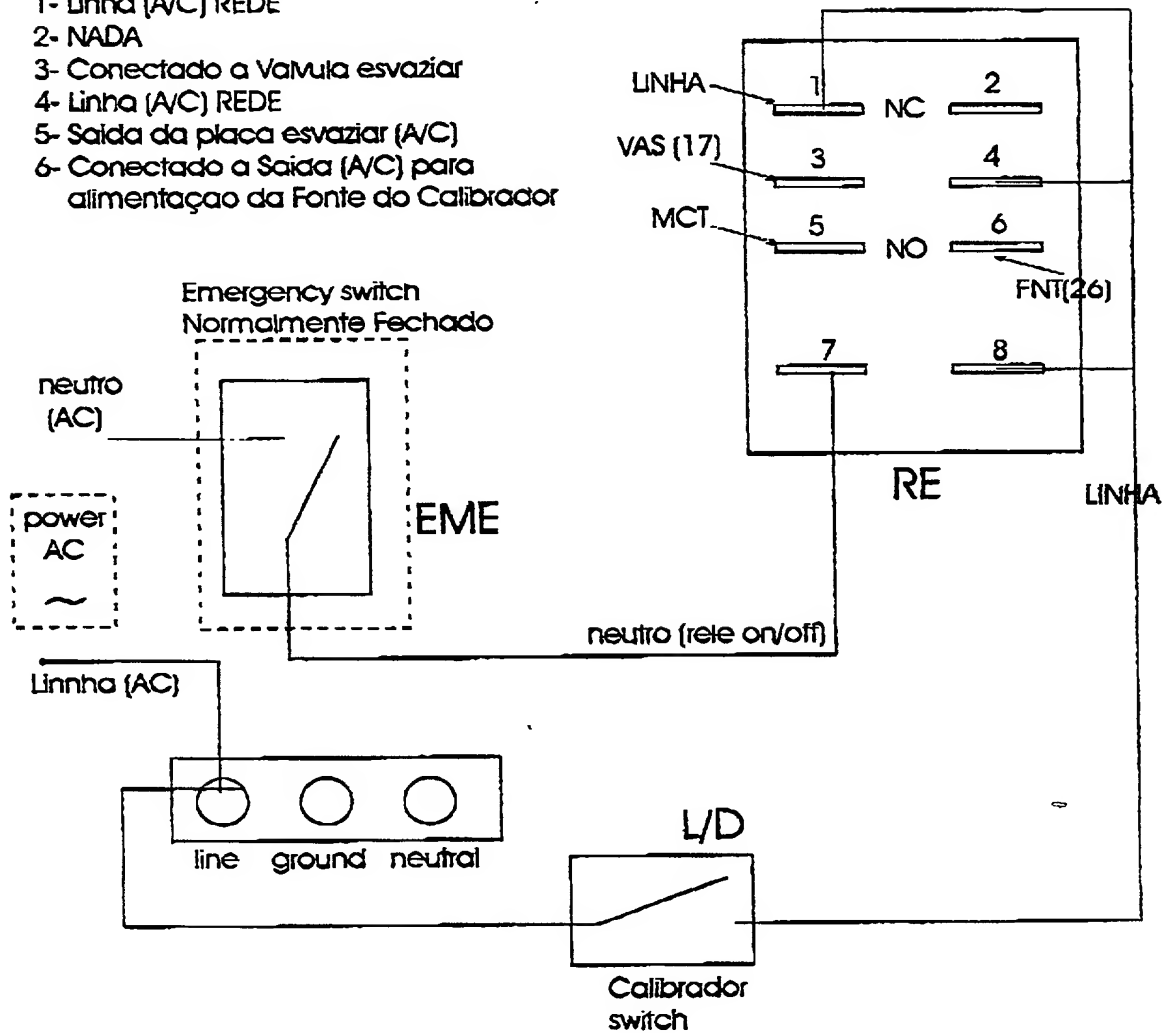 1- Linha (A/C) REDE
2- NADA
3- Conectado a Valvula esvaziar
4- Linha (A/C) REDE
5- Saida da placa esvaziar (A/C)
6- Conectado a Saida (A/C) para
alimentaçao da Fonte do Calibrador
LINHA
1
NC
2
VAS (17)
3
4
MCT
5
NO
6
FNT(26)
7
8
RE
LINHA
Emergency switch
Normalmente Fechado
neutro
(AC)
EME
power
AC
~
neutro (rele on/off)
Linnha (AC)
line ground neutral
L/D
Calibrador
switch